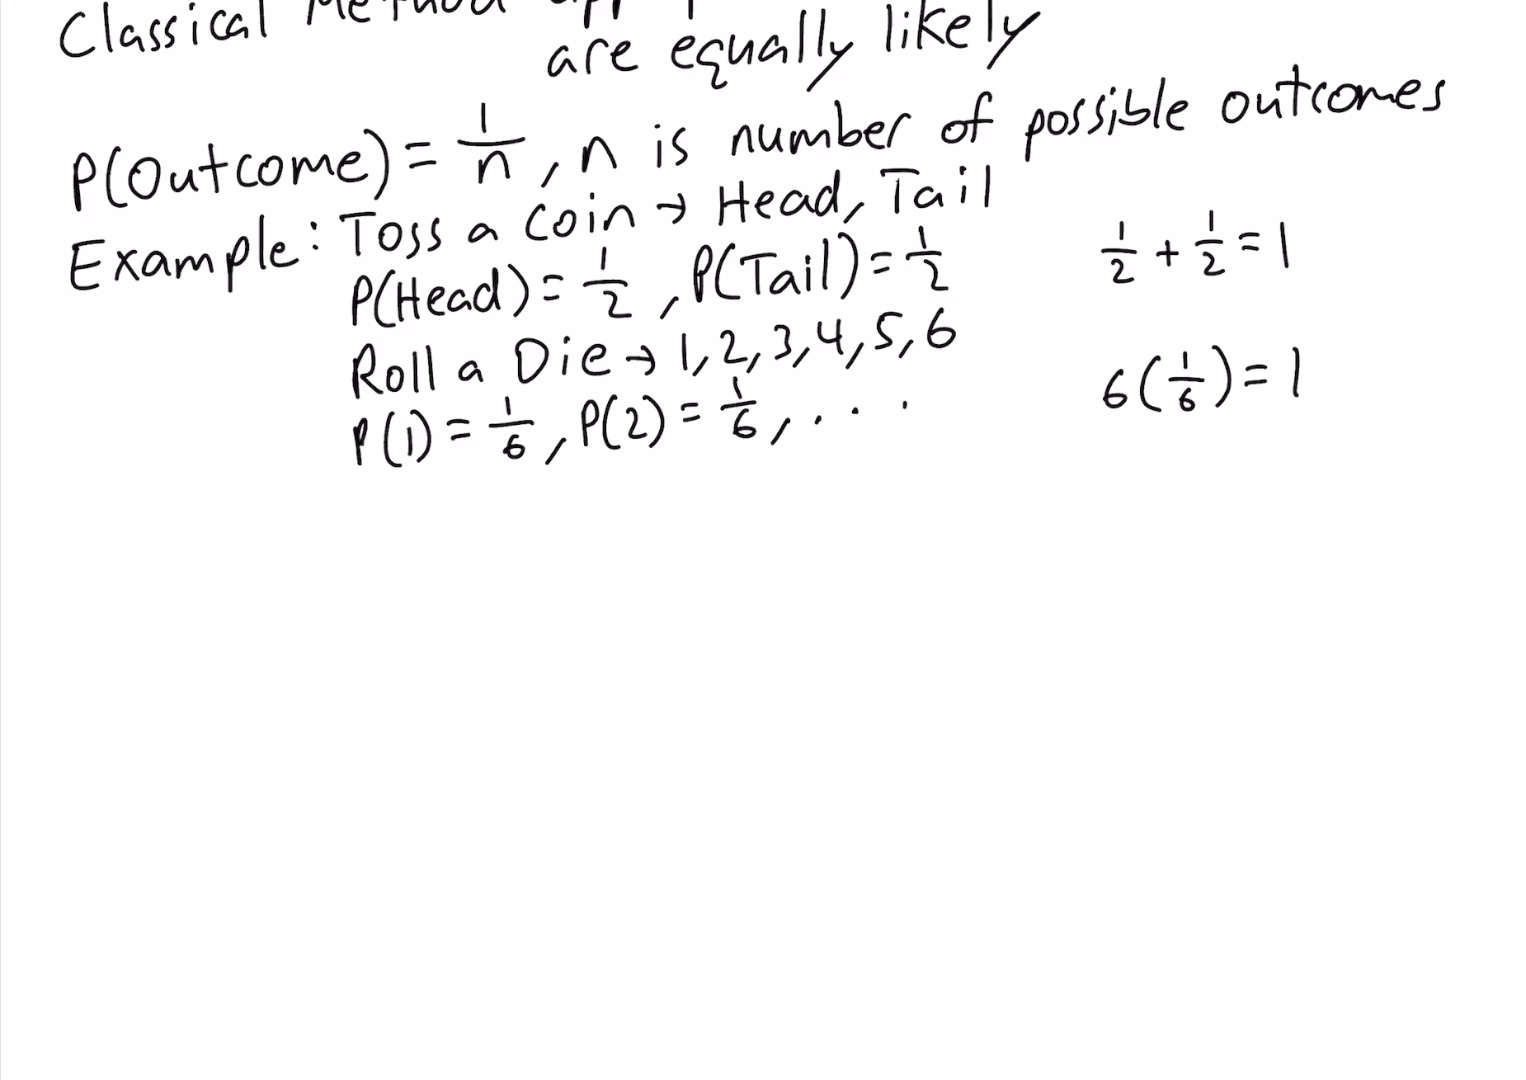 Classical Method
are equally likely
P(Outcome) = 1/n, n is number of possible outcomes
Example: Toss a Coin → Head, Tail
P(Head) = 1/2, P(Tail) = 1/2
1/2 + 1/2 = 1
Roll a Die → 1, 2, 3, 4, 5, 6
6(1/6) = 1
P(1) = 1/6, P(2) = 1/6, . . .